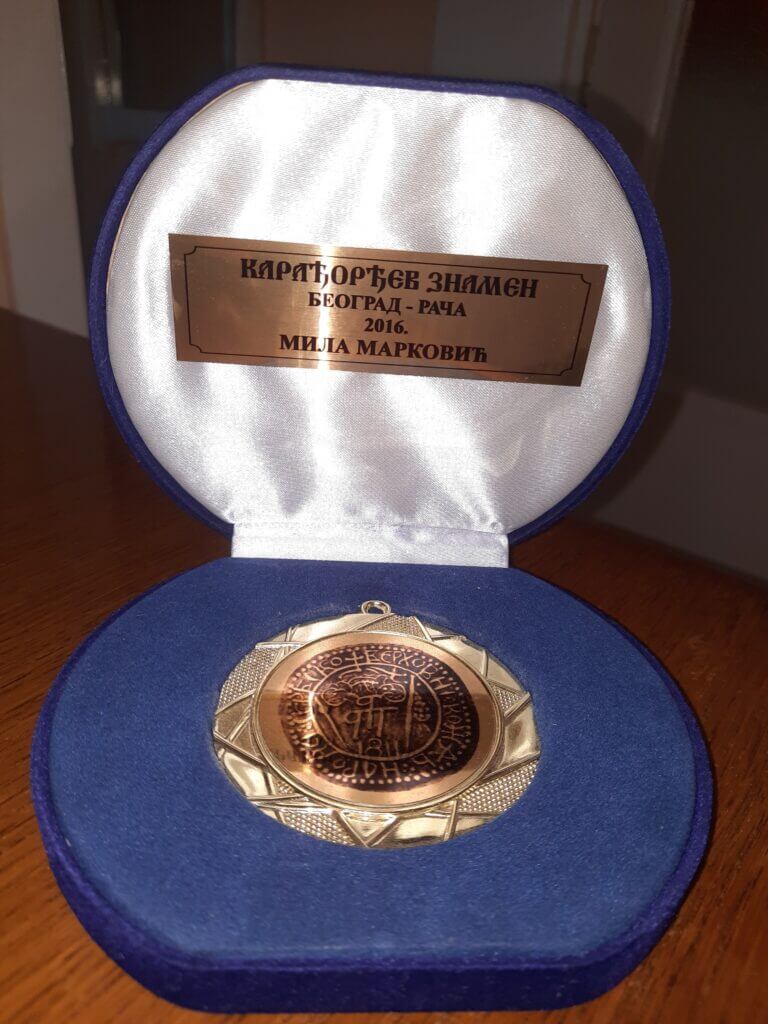 КАРАЂОРЂЕВ ЗНАМЕН
БЕОГРАД - РАЧА
2016.
МИЛА МАРКОВИЋ